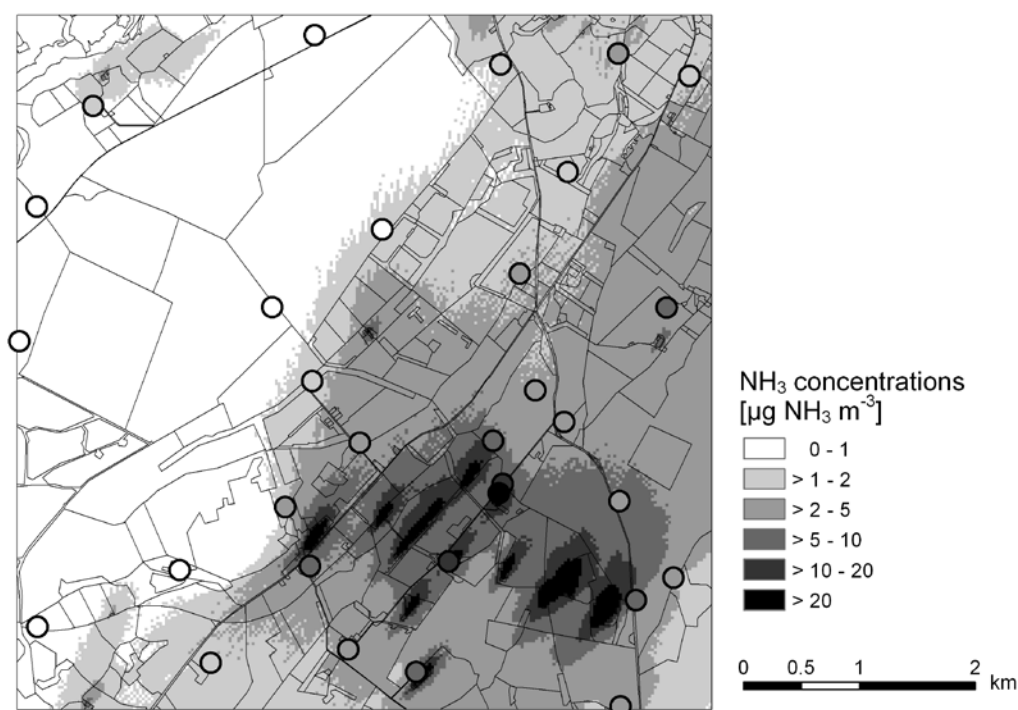 NH₃ concentrations
[µg NH₃ m⁻³]
0 - 1
> 1 - 2
> 2 - 5
> 5 - 10
> 10 - 20
> 20
0 0.5 1 2 km